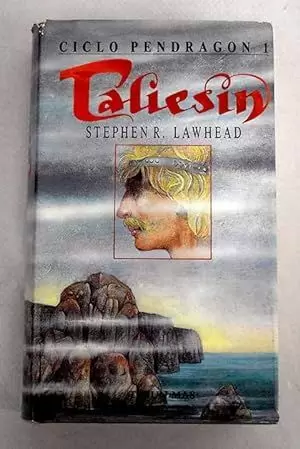 CICLO PENDRAGON 1
Taliesin
STEPHEN R. LAWHEAD